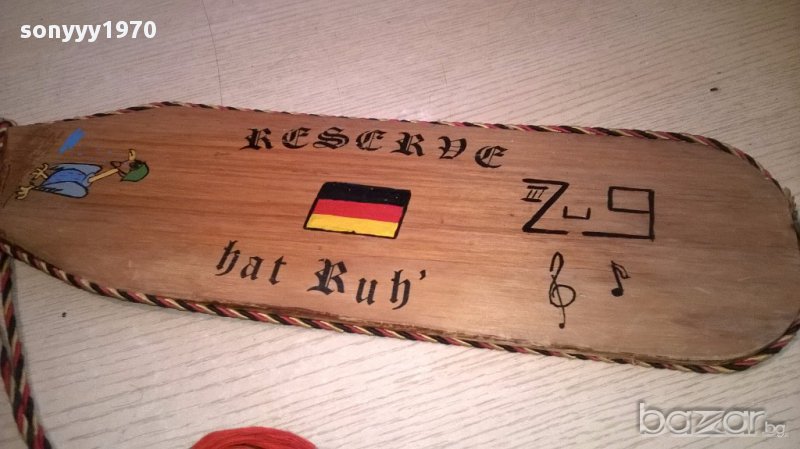 sonyyy1970
RESERVE
III Zug
hat Ruh'
bazar.bg